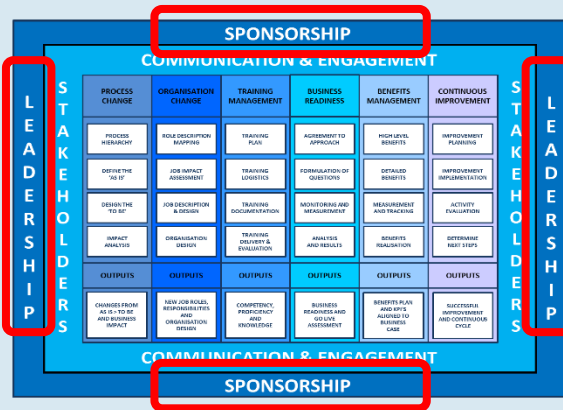 SPONSORSHIP
COMMUNICATION & ENGAGEMENT
LEADERSHIP
STAKEHOLDERS
PROCESS
CHANGE
ORGANISATION
CHANGE
TRAINING
MANAGEMENT
BUSINESS
READINESS
BENEFITS
MANAGEMENT
CONTINUOUS
IMPROVEMENT
PROCESS
HIERARCHY
ROLE DESCRIPTION
MAPPING
TRAINING
PLAN
AGREEMENT TO
APPROACH
HIGH LEVEL
BENEFITS
IMPROVEMENT
PLANNING
DEFINE THE
'AS IS'
JOB IMPACT
ASSESSMENT
TRAINING
LOGISTICS
FORMULATION OF
QUESTIONS
DETAILED
BENEFITS
IMPROVEMENT
IMPLEMENTATION
DESIGN THE
'TO BE'
JOB DESCRIPTION
& DESIGN
TRAINING
DOCUMENTATION
MONITORING AND
MEASUREMENT
MEASUREMENT
AND TRACKING
ACTIVITY
EVALUATION
IMPACT
ANALYSIS
ORGANISATION
DESIGN
TRAINING
DELIVERY &
EVALUATION
ANALYSIS
AND RESULTS
BENEFITS
REALISATION
DETERMINE
NEXT STEPS
OUTPUTS
OUTPUTS
OUTPUTS
OUTPUTS
OUTPUTS
OUTPUTS
CHANGES FROM
AS IS > TO BE
AND BUSINESS
IMPACT
NEW JOB ROLES,
RESPONSIBILITIES
AND
ORGANISATION
DESIGN
COMPETENCY,
PROFICIENCY
AND
KNOWLEDGE
BUSINESS
READINESS AND
GO LIVE
ASSESSMENT
BENEFITS PLAN
AND KPI'S
ALIGNED TO
BUSINESS
CASE
SUCCESSFUL
IMPROVEMENT
AND CONTINUOUS
CYCLE
STAKEHOLDERS
LEADERSHIP
COMMUNICATION & ENGAGEMENT
SPONSORSHIP